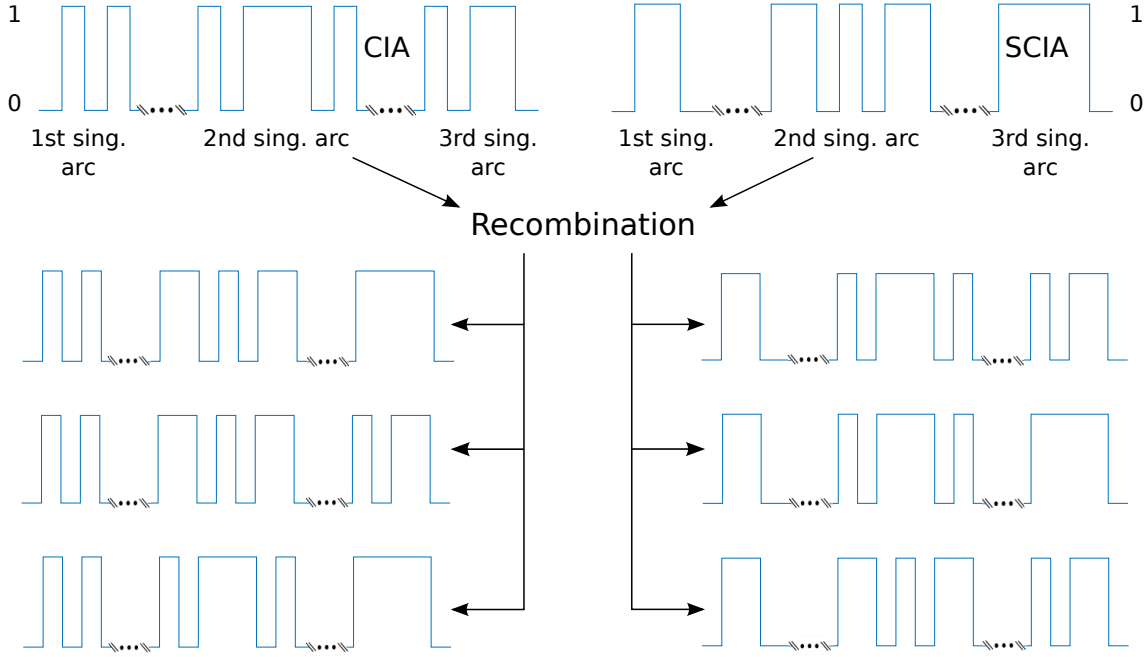 1
CIA
SCIA
1
0
0
1st sing.
arc
2nd sing. arc
3rd sing.
arc
1st sing.
arc
2nd sing. arc
3rd sing.
arc
Recombination